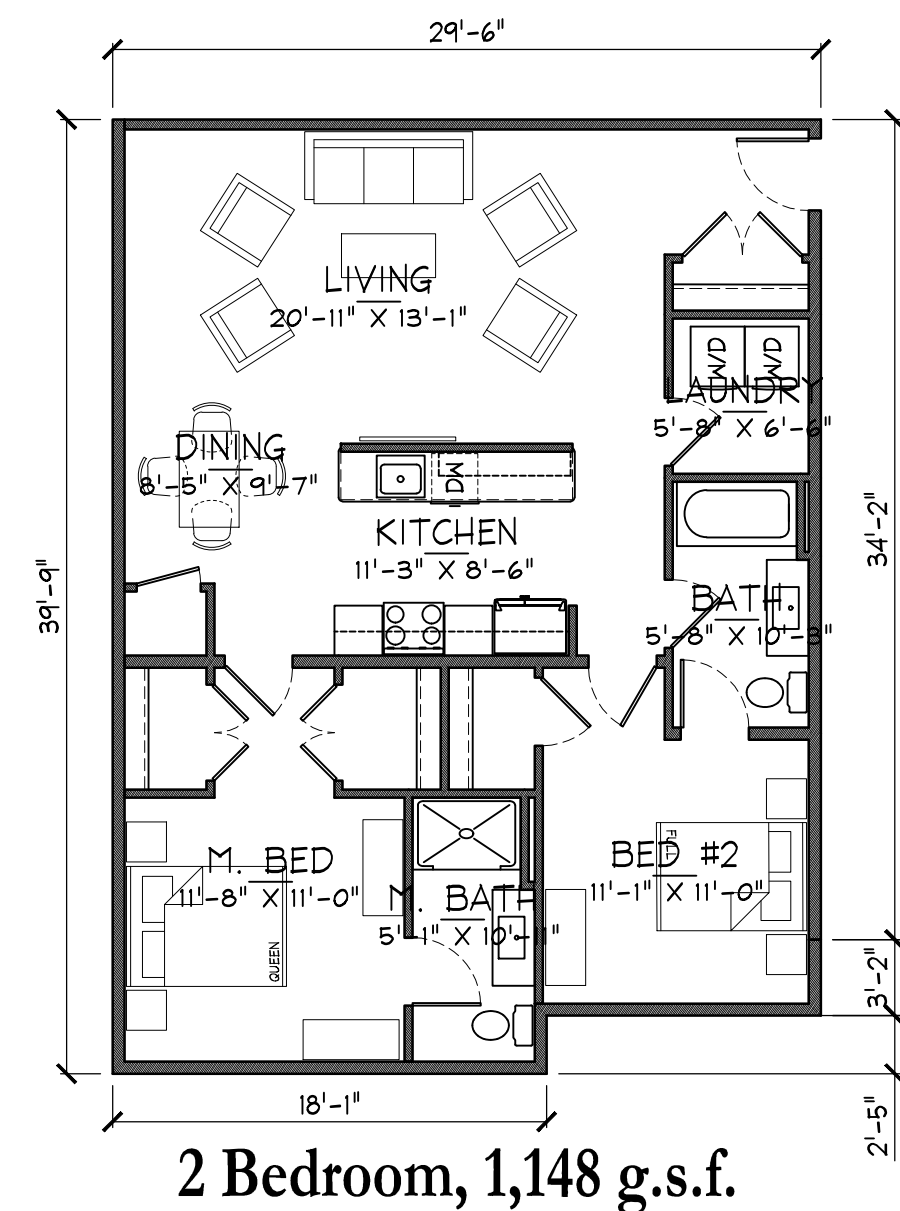 29'-6"
LIVING
20'-11" X 13'-1"
D/W
D/W
LAUNDRY
5'-8" X 6'-6"
DINING
8'-5" X 9'-7"
DW
KITCHEN
11'-3" X 8'-6"
34'-2"
39'-9"
BATH
5'-8" X 10'-3"
M. BED
11'-8" X 11'-0"
QUEEN
M. BATH
5'-1" X 10'-11"
BED #2
11'-1" X 11'-0"
FULL
3'-2"
18'-1"
2'-5"
2 Bedroom, 1,148 g.s.f.